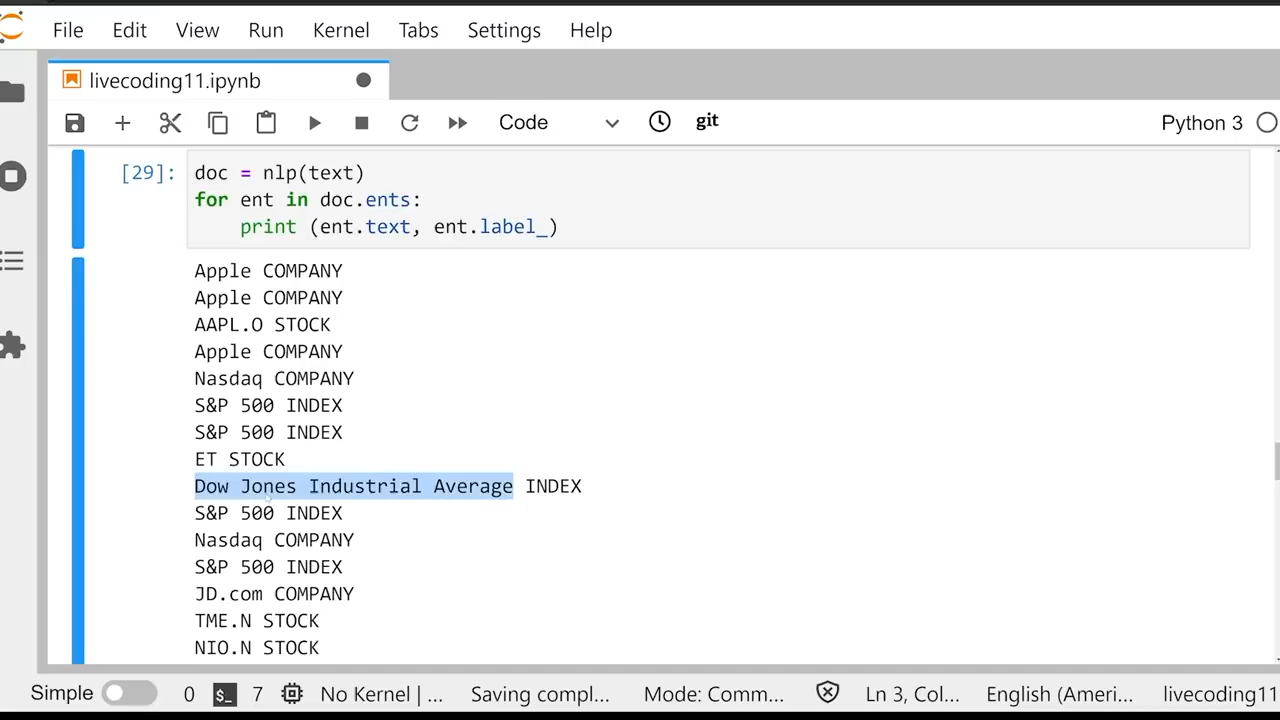 File Edit View Run Kernel Tabs Settings Help
livecoding11.ipynb
Code git Python 3
[29]: doc = nlp(text)
for ent in doc.ents:
print (ent.text, ent.label_)
Apple COMPANY
Apple COMPANY
AAPL.O STOCK
Apple COMPANY
Nasdaq COMPANY
S&P 500 INDEX
S&P 500 INDEX
ET STOCK
Dow Jones Industrial Average INDEX
S&P 500 INDEX
Nasdaq COMPANY
S&P 500 INDEX
JD.com COMPANY
TME.N STOCK
NIO.N STOCK
Simple 0 $_ 7 No Kernel | ... Saving compl... Mode: Comm... Ln 3, Col... English (Ameri... livecoding11